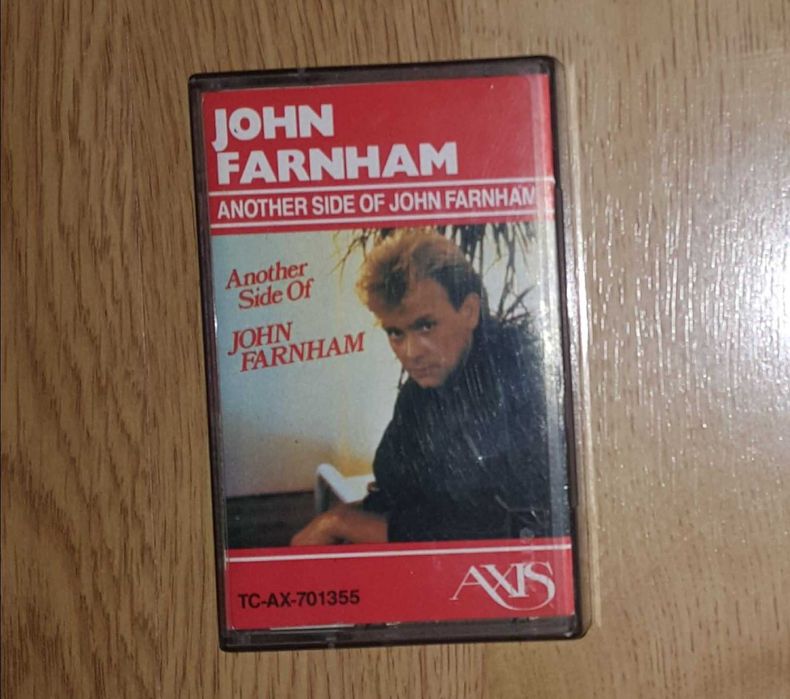 JOHN
FARNHAM
ANOTHER SIDE OF JOHN FARNHAM
Another
Side Of
JOHN
FARNHAM
TC-AX-701355
AXIS